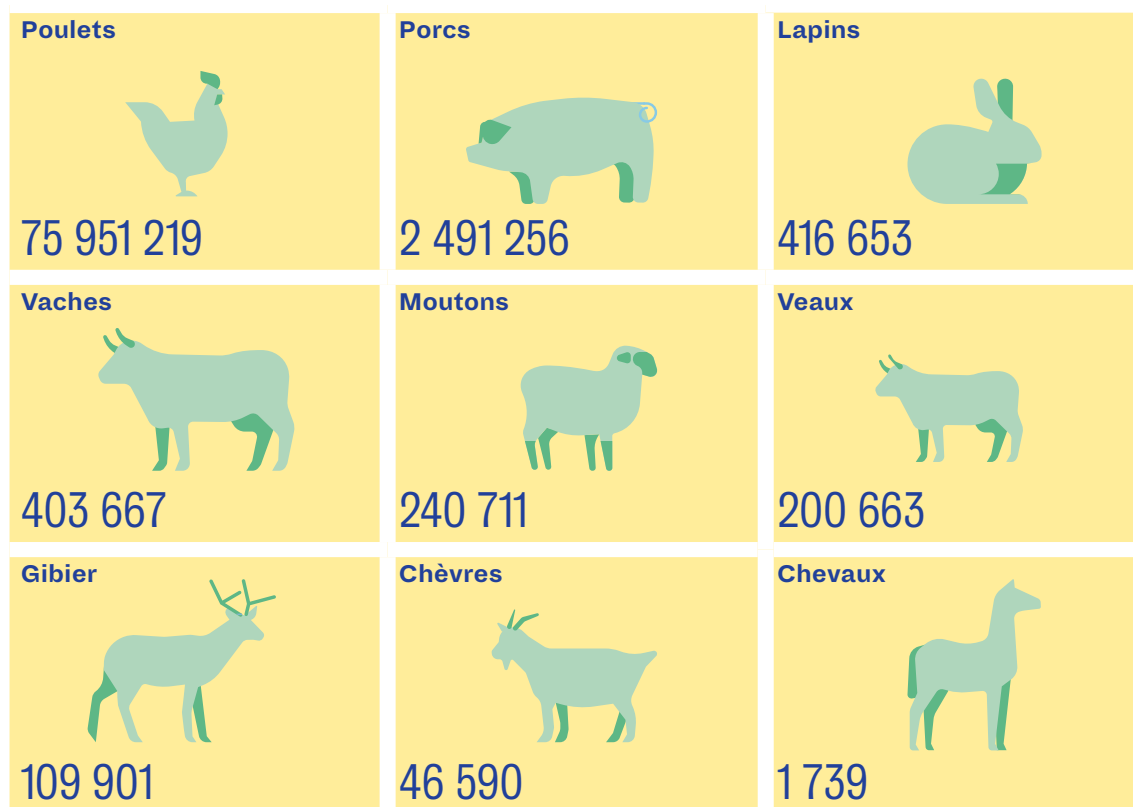 Poulets
75 951 219
Porcs
2 491 256
Lapins
416 653
Vaches
403 667
Moutons
240 711
Veaux
200 663
Gibier
109 901
Chèvres
46 590
Chevaux
1 739